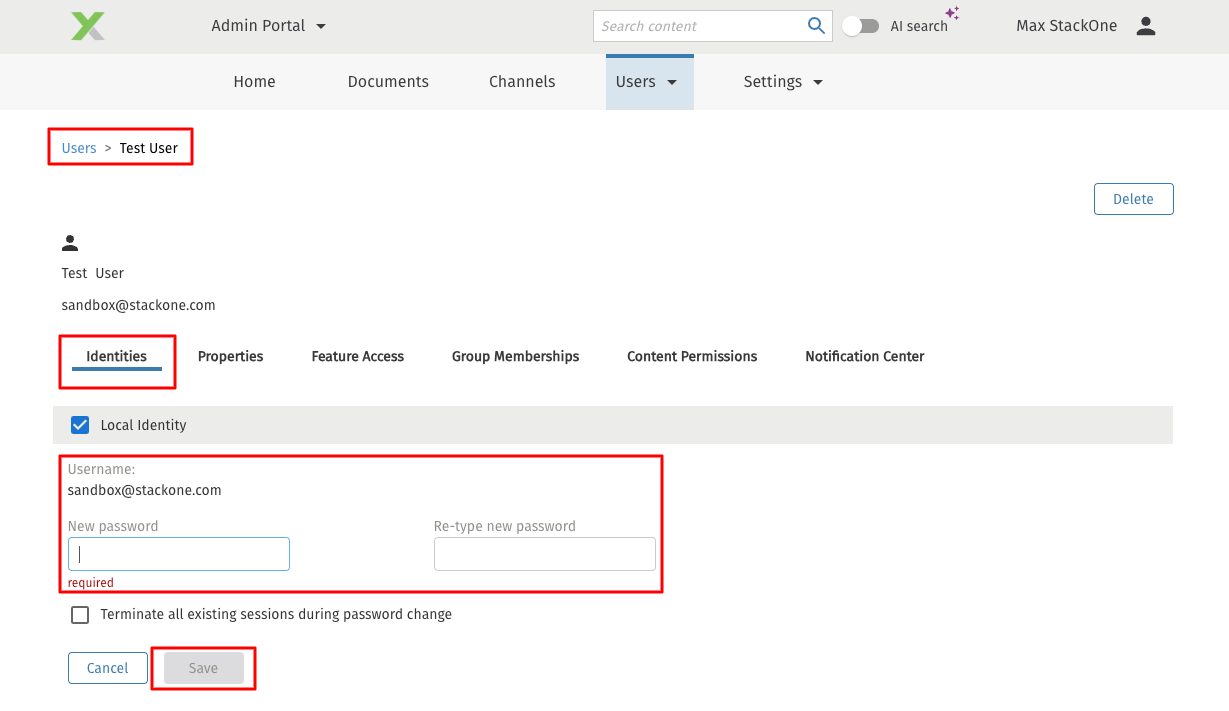 Admin Portal
Search content
AI search
Max StackOne
Home
Documents
Channels
Users
Settings
Users > Test User
Delete
Test User
sandbox@stackone.com
Identities
Properties
Feature Access
Group Memberships
Content Permissions
Notification Center
Local Identity
Username:
sandbox@stackone.com
New password
Re-type new password
required
Terminate all existing sessions during password change
Cancel
Save